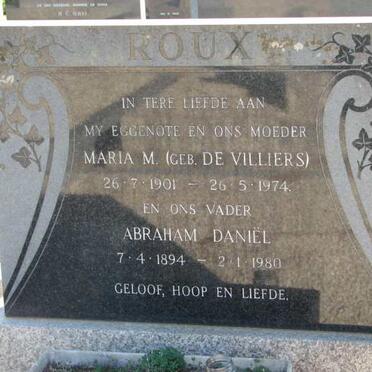 ROUX
IN TERE LIEFDE AAN
MY EGGENOTE EN ONS MOEDER
MARIA M. (GEB. DE VILLIERS)
26-7-1901 – 26-5-1974.
EN ONS VADER
ABRAHAM DANIËL
7-4-1894 – 2-1-1980
GELOOF, HOOP EN LIEFDE.